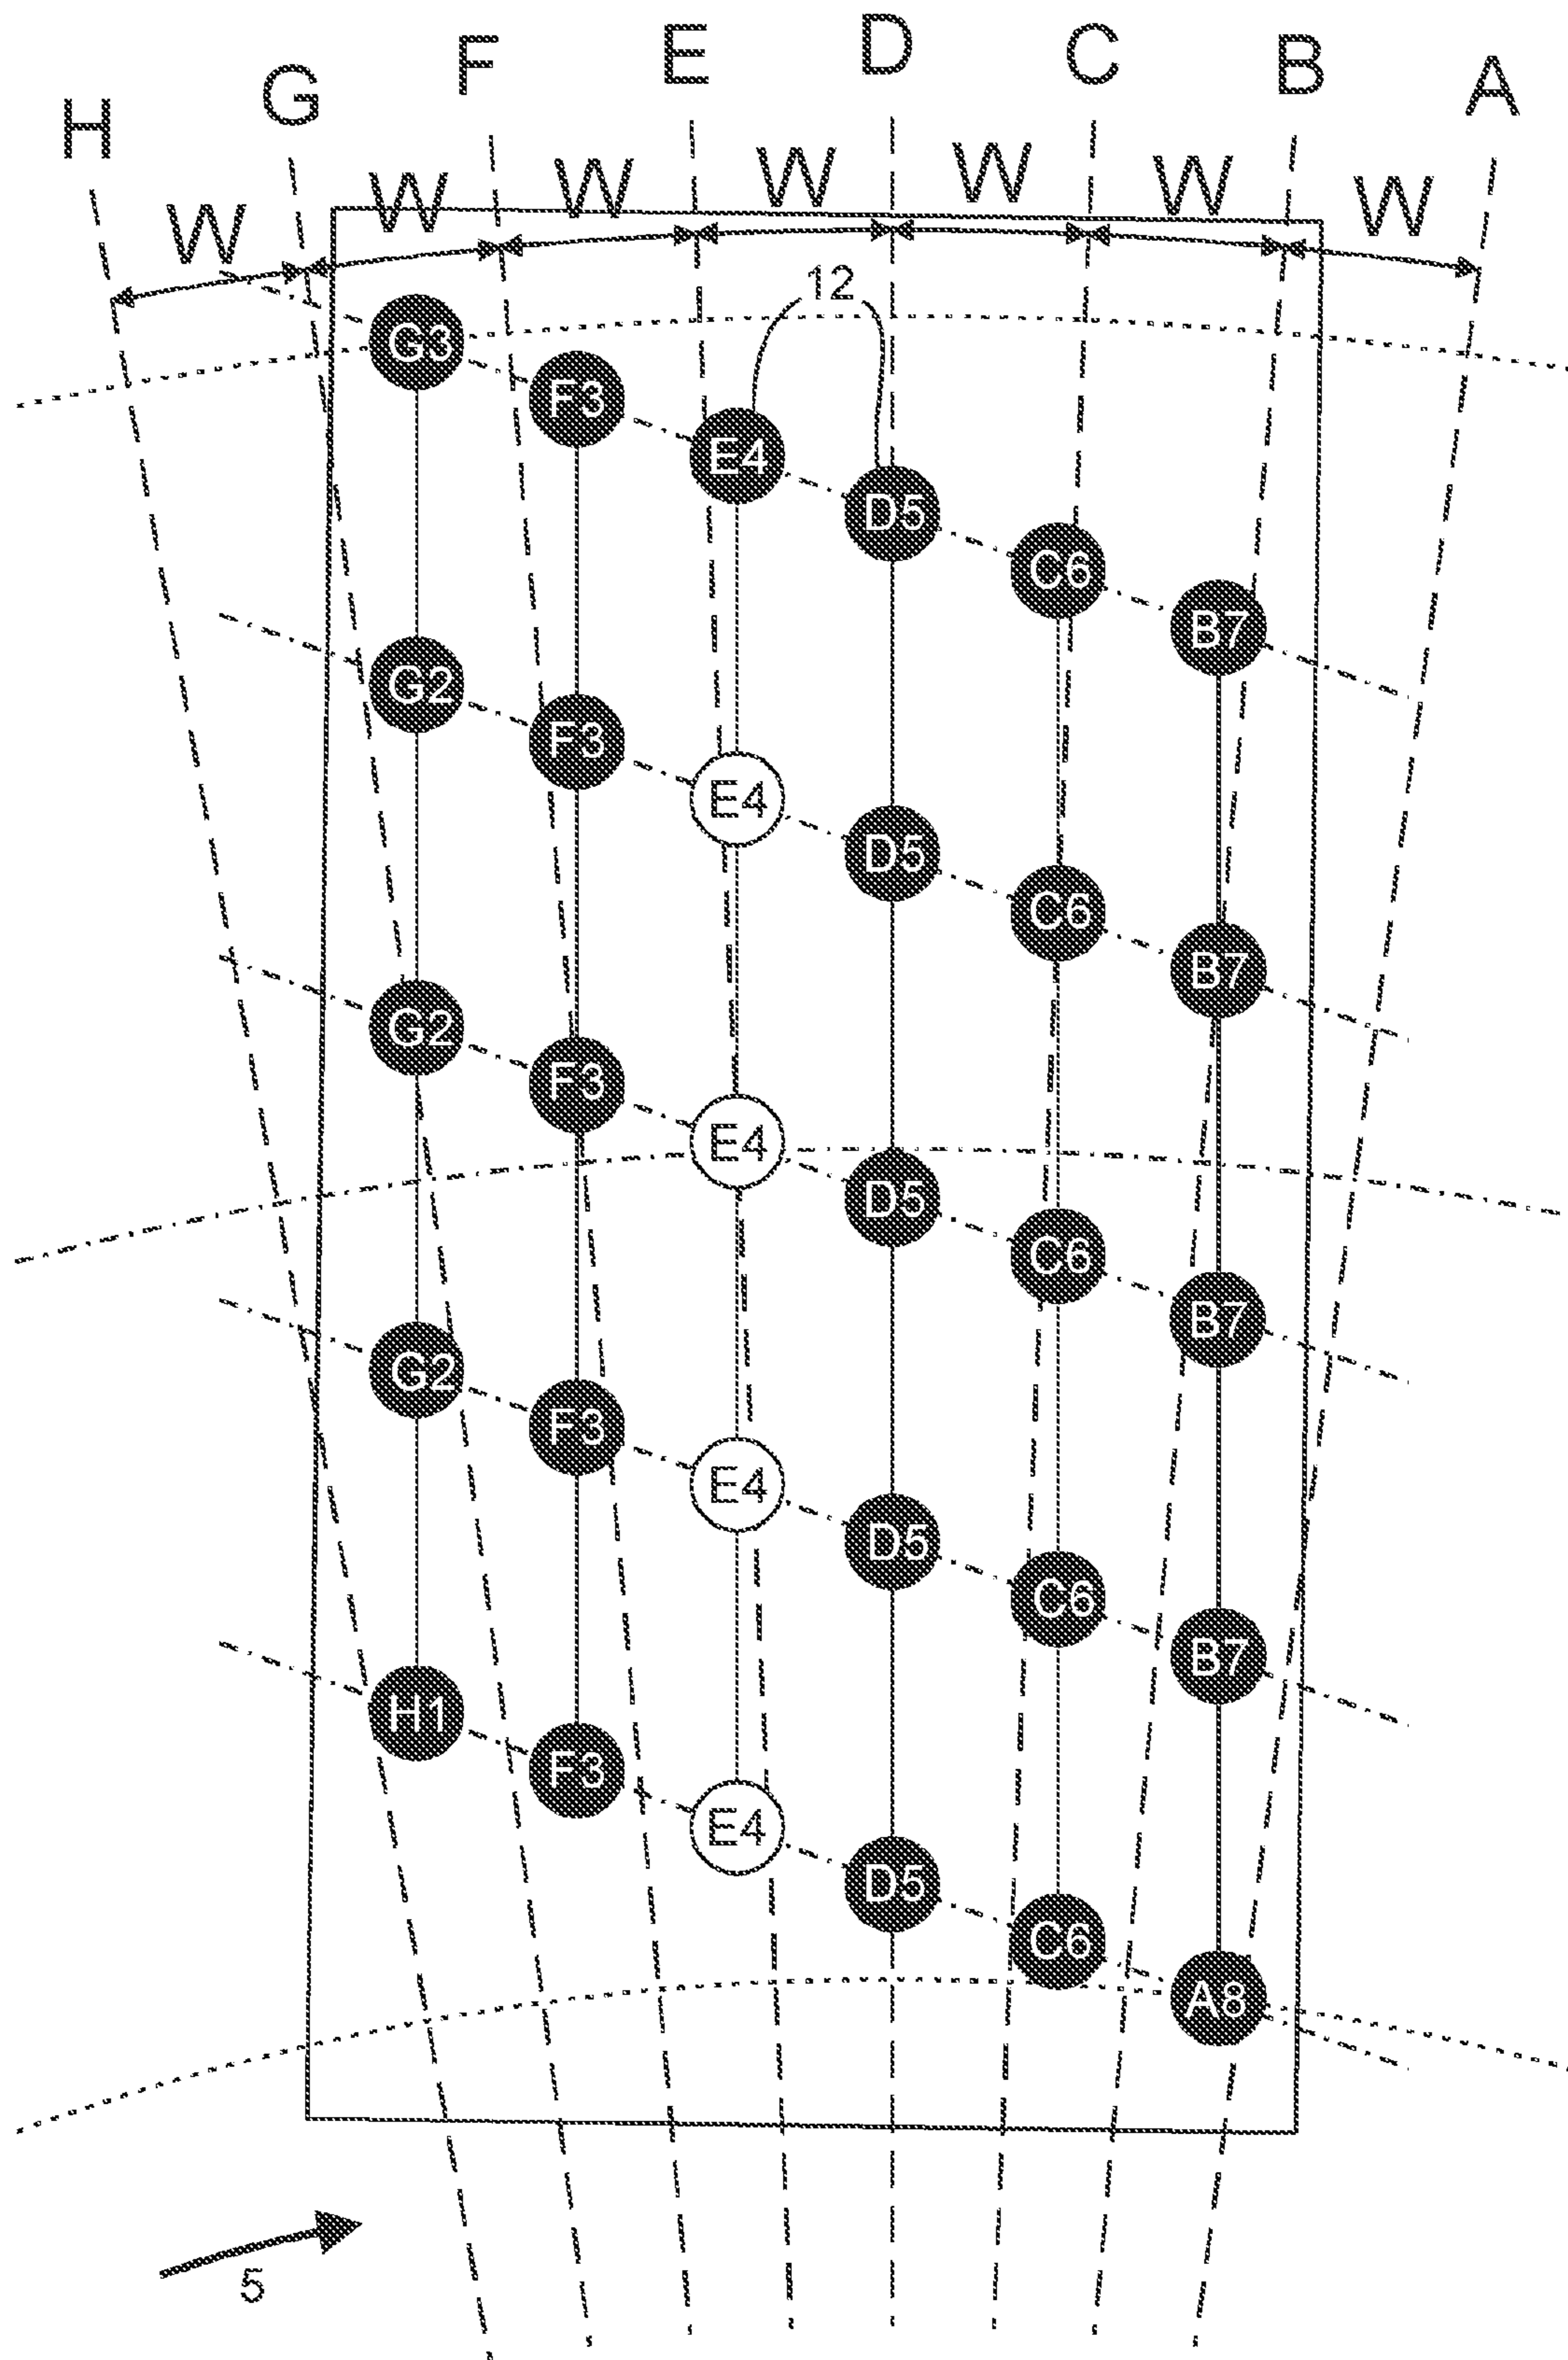 H G F E D C B A
W W W W W W W
12
G3 F3 E4 D5 C6 B7
G2 F3 E4 D5 C6 B7
G2 F3 E4 D5 C6 B7
G2 F3 E4 D5 C6 B7
H1 F3 E4 D5 C6 A8
5